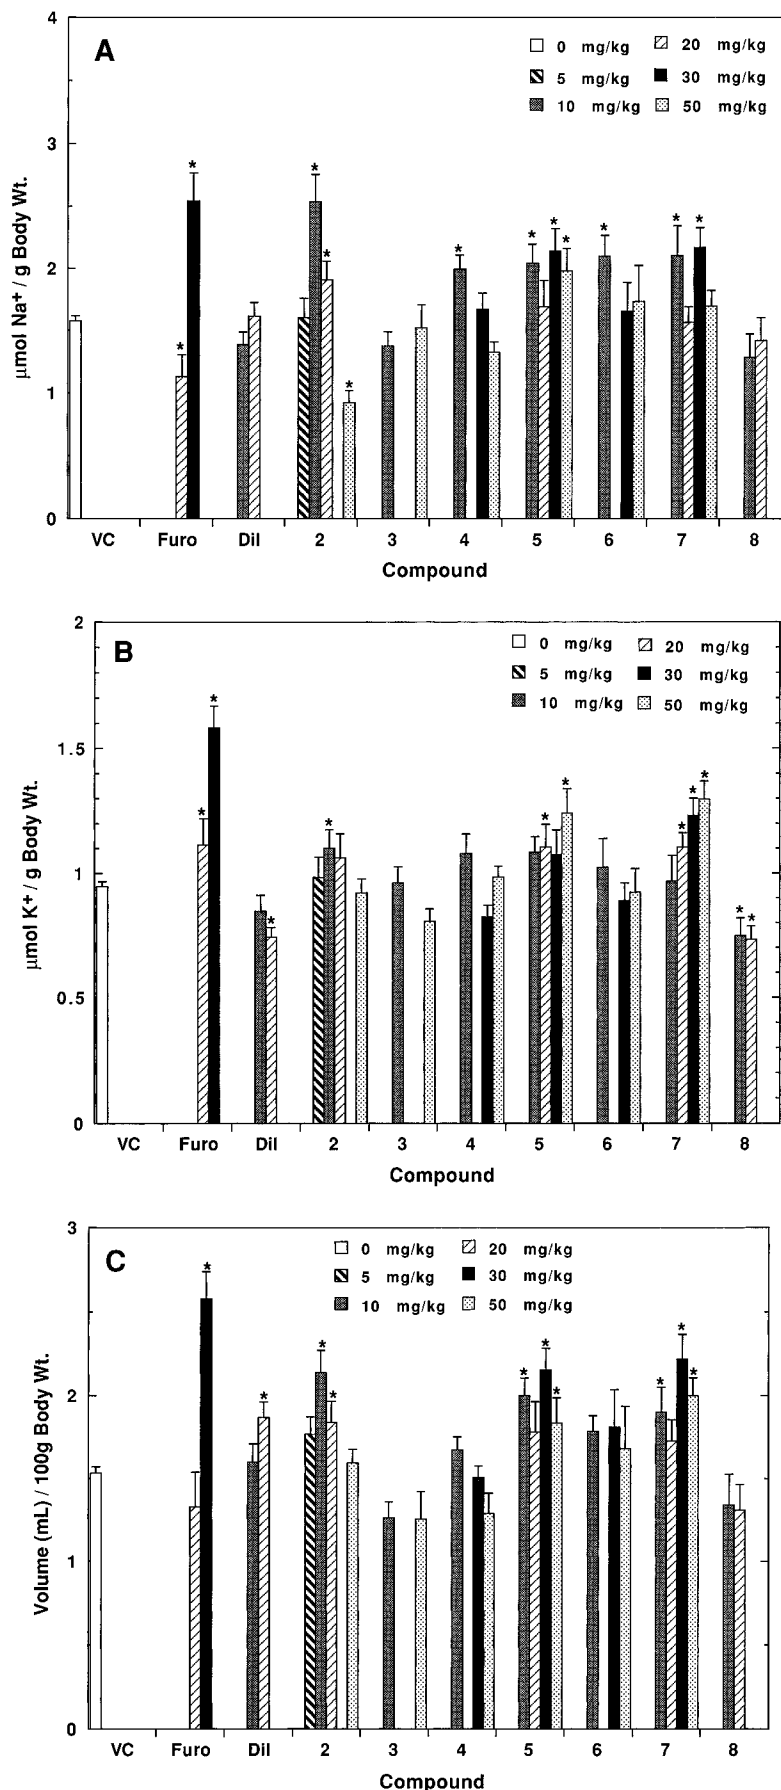 A
0 mg/kg 20 mg/kg
5 mg/kg 30 mg/kg
10 mg/kg 50 mg/kg
4
3
2
1
0
μmol Na+ / g Body Wt.
* * * * * * * * * * * * *
VC Furo Dil 2 3 4 5 6 7 8
Compound
B
0 mg/kg 20 mg/kg
5 mg/kg 30 mg/kg
10 mg/kg 50 mg/kg
2
1.5
1
0.5
0
μmol K+ / g Body Wt.
* * * * * * * * * * *
VC Furo Dil 2 3 4 5 6 7 8
Compound
C
0 mg/kg 20 mg/kg
5 mg/kg 30 mg/kg
10 mg/kg 50 mg/kg
3
2
1
0
Volume (mL) / 100g Body Wt.
* * * * * * * * * *
VC Furo Dil 2 3 4 5 6 7 8
Compound